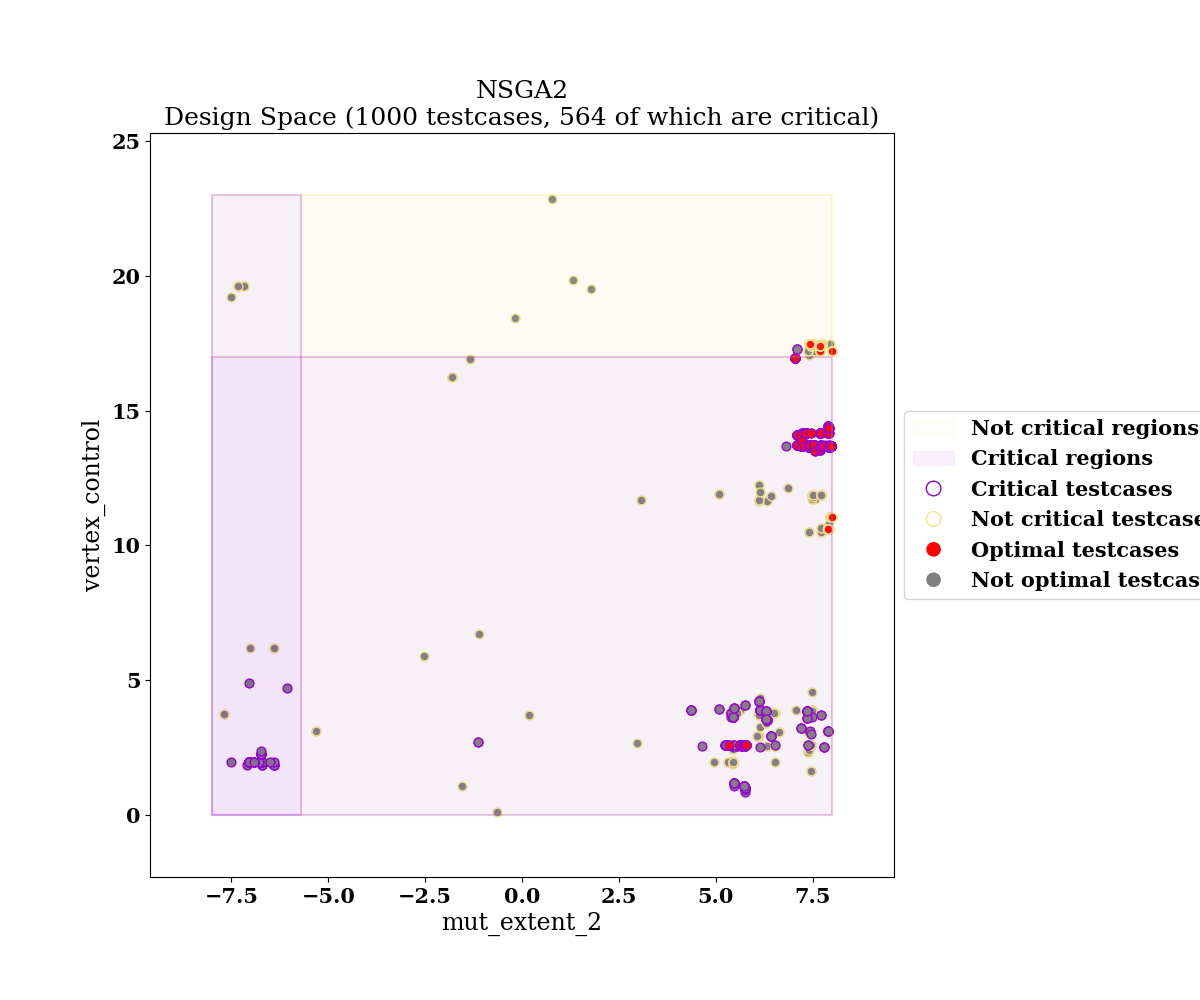 NSGA2
Design Space (1000 testcases, 564 of which are critical)
25
20
15
10
5
0
vertex_control
−7.5
−5.0
−2.5
0.0
2.5
5.0
7.5
mut_extent_2
Not critical regions
Critical regions
Critical testcases
Not critical testcase
Optimal testcases
Not optimal testcas